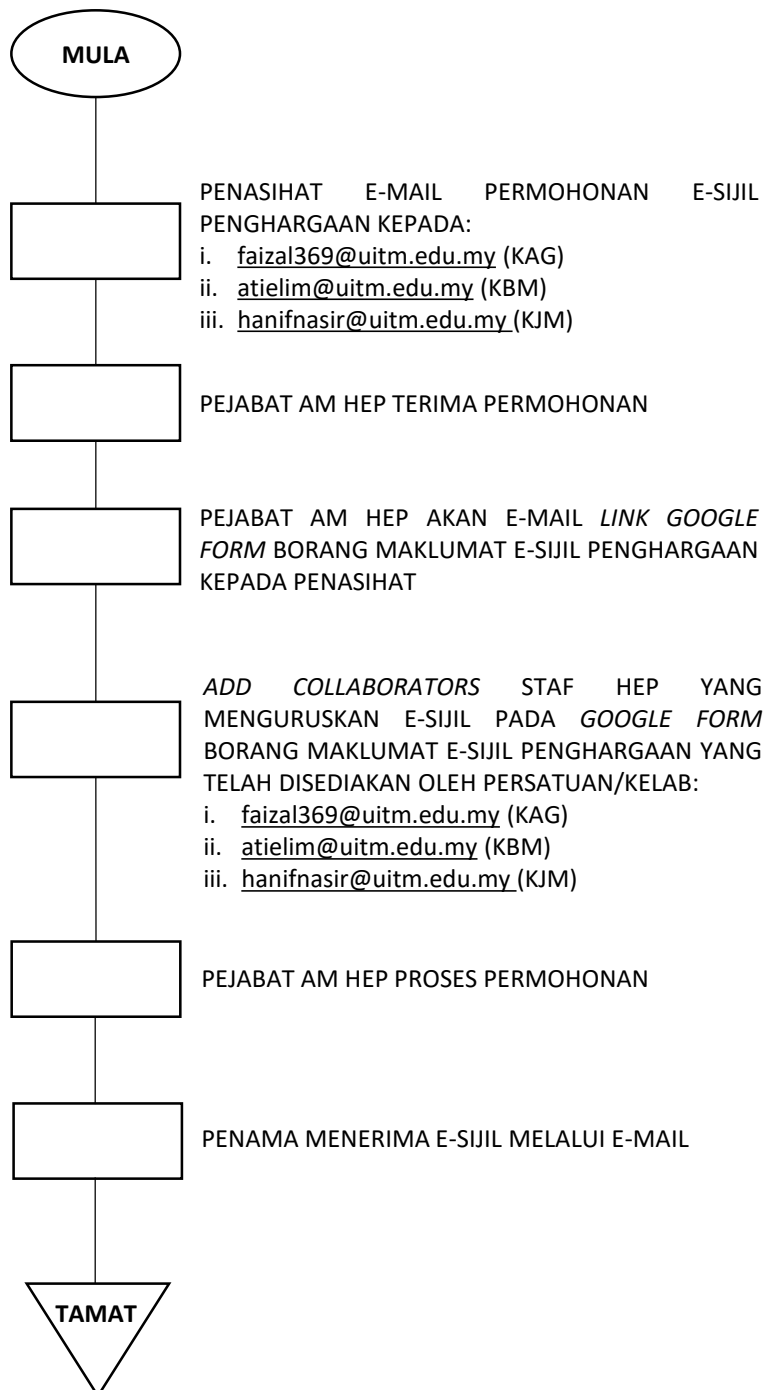 MULA
PENASIHAT E-MAIL PERMOHONAN E-SIJIL
PENGHARGAAN KEPADA:
i. faizal369@uitm.edu.my (KAG)
ii. atielim@uitm.edu.my (KBM)
iii. hanifnasir@uitm.edu.my (KJM)
PEJABAT AM HEP TERIMA PERMOHONAN
PEJABAT AM HEP AKAN E-MAIL LINK GOOGLE
FORM BORANG MAKLUMAT E-SIJIL PENGHARGAAN
KEPADA PENASIHAT
ADD COLLABORATORS STAF HEP YANG
MENGURUSKAN E-SIJIL PADA GOOGLE FORM
BORANG MAKLUMAT E-SIJIL PENGHARGAAN YANG
TELAH DISEDIAKAN OLEH PERSATUAN/KELAB:
i. faizal369@uitm.edu.my (KAG)
ii. atielim@uitm.edu.my (KBM)
iii. hanifnasir@uitm.edu.my (KJM)
PEJABAT AM HEP PROSES PERMOHONAN
PENAMA MENERIMA E-SIJIL MELALUI E-MAIL
TAMAT